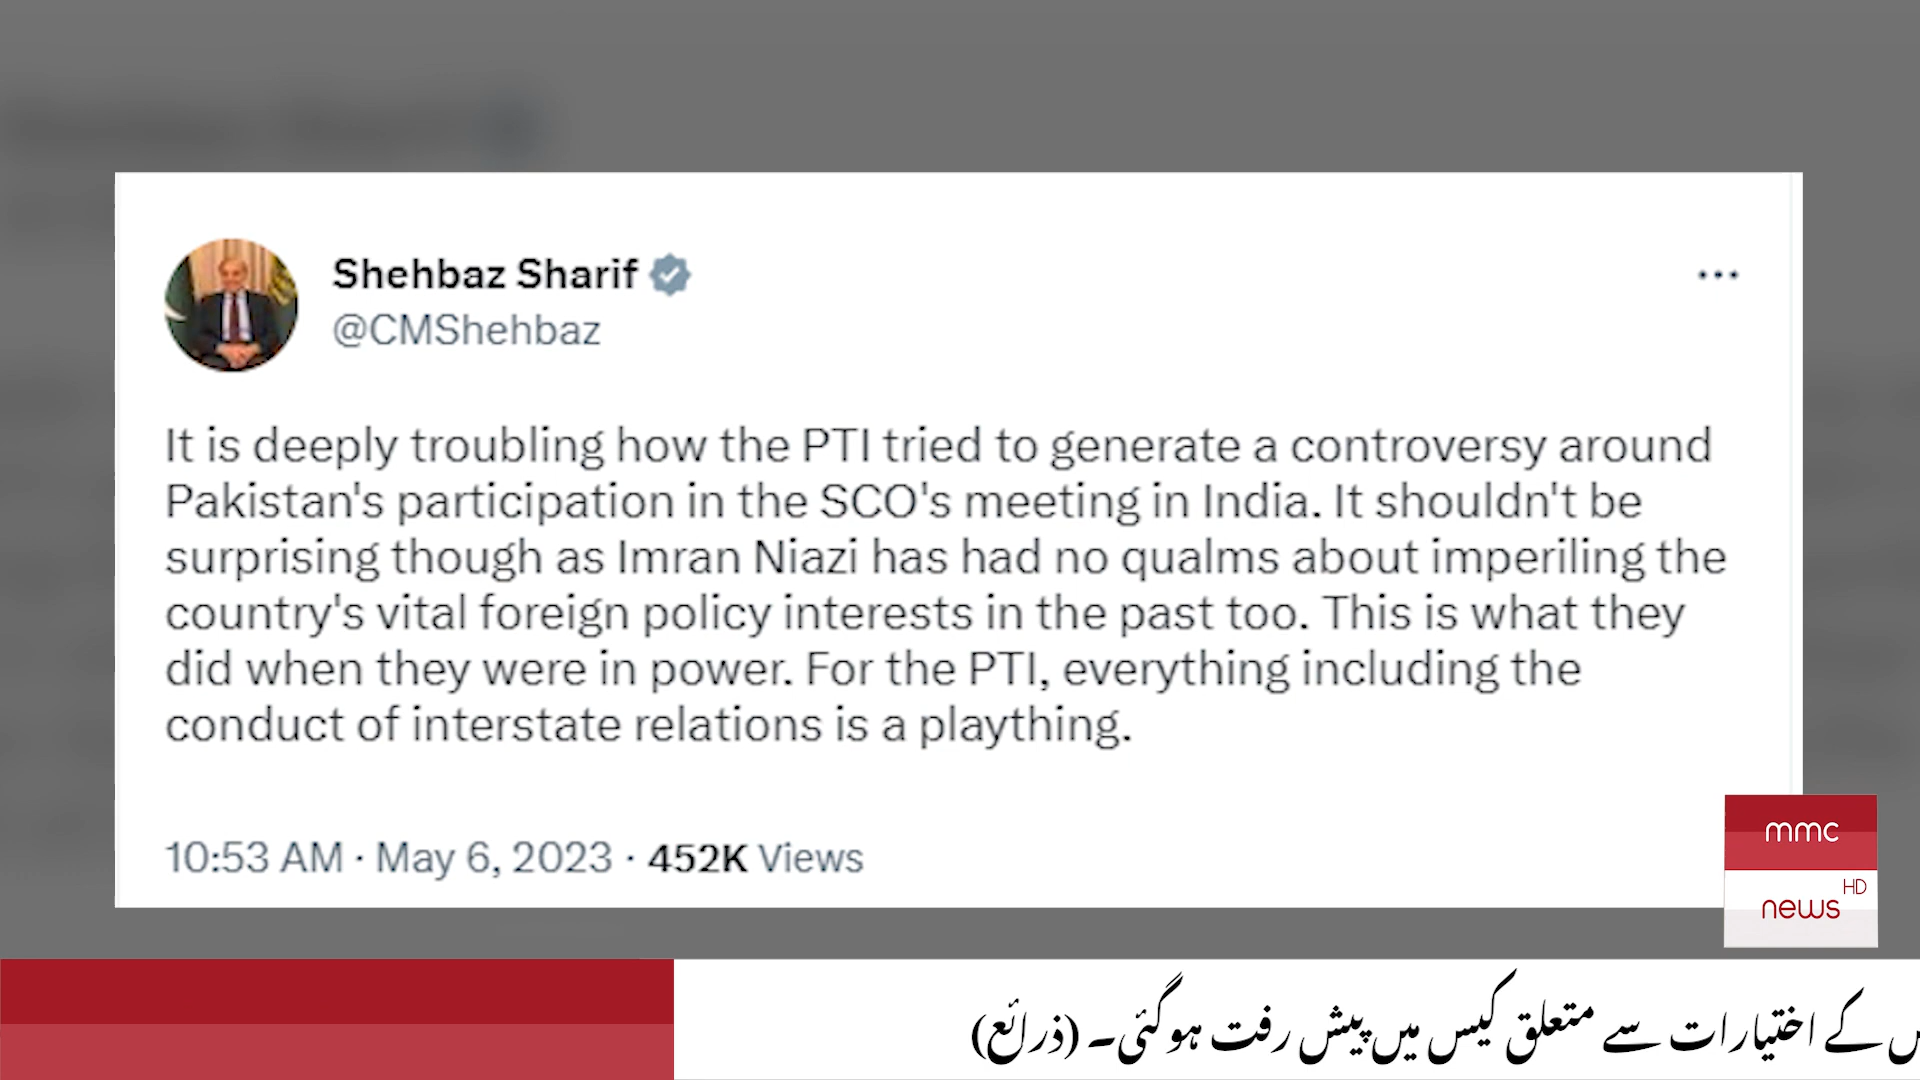 Shehbaz Sharif
@CMShehbaz
It is deeply troubling how the PTI tried to generate a controversy around
Pakistan's participation in the SCO's meeting in India. It shouldn't be
surprising though as Imran Niazi has had no qualms about imperiling the
country's vital foreign policy interests in the past too. This is what they
did when they were in power. For the PTI, everything including the
conduct of interstate relations is a plaything.
10:53 AM · May 6, 2023 · 452K Views
mmc
news HD
کے اختیارات سے متعلق کیس میں پیش رفت ہوگئی۔ (ذرائع)